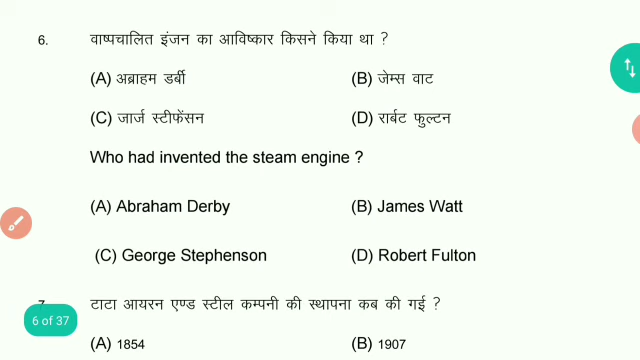 6. वाष्पचालित इंजन का आविष्कार किसने किया था ?
(A) अब्राहम डर्बी (B) जेम्स वाट
(C) जार्ज स्टीफेंसन (D) रार्बट फुल्टन
Who had invented the steam engine ?
(A) Abraham Derby (B) James Watt
(C) George Stephenson (D) Robert Fulton
7. टाटा आयरन एण्ड स्टील कम्पनी की स्थापना कब की गई ?
6 of 37
(A) 1854 (B) 1907